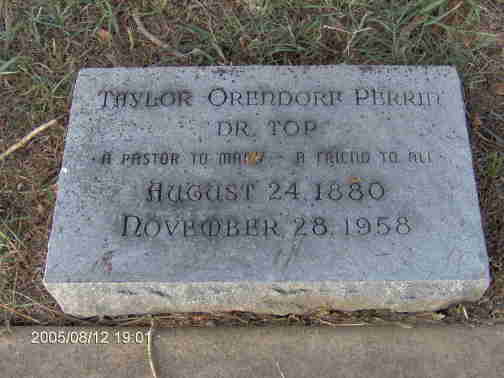 TAYLOR ORENDORF PERRIN
"DR. TOP"
· A PASTOR TO MANY - A FRIEND TO ALL ·
AUGUST 24, 1880
NOVEMBER 28, 1958
2005/08/12 19:01